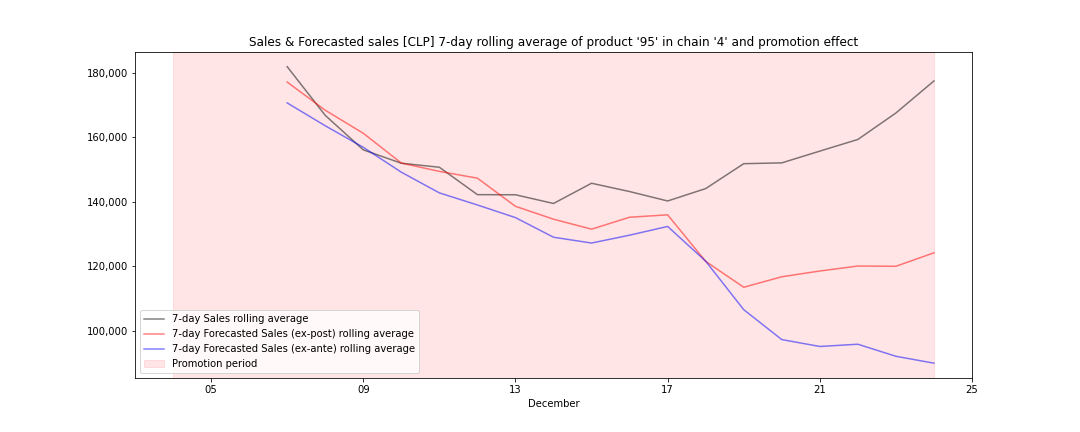 Sales & Forecasted sales [CLP] 7-day rolling average of product '95' in chain '4' and promotion effect
180,000
160,000
140,000
120,000
100,000
7-day Sales rolling average
7-day Forecasted Sales (ex-post) rolling average
7-day Forecasted Sales (ex-ante) rolling average
Promotion period
05 09 13 17 21 25
December